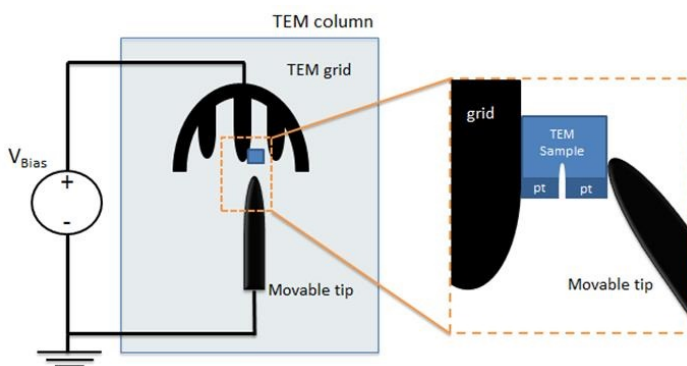 TEM column
TEM grid
V Bias
+
-
Movable tip
grid
TEM
Sample
pt pt
Movable tip